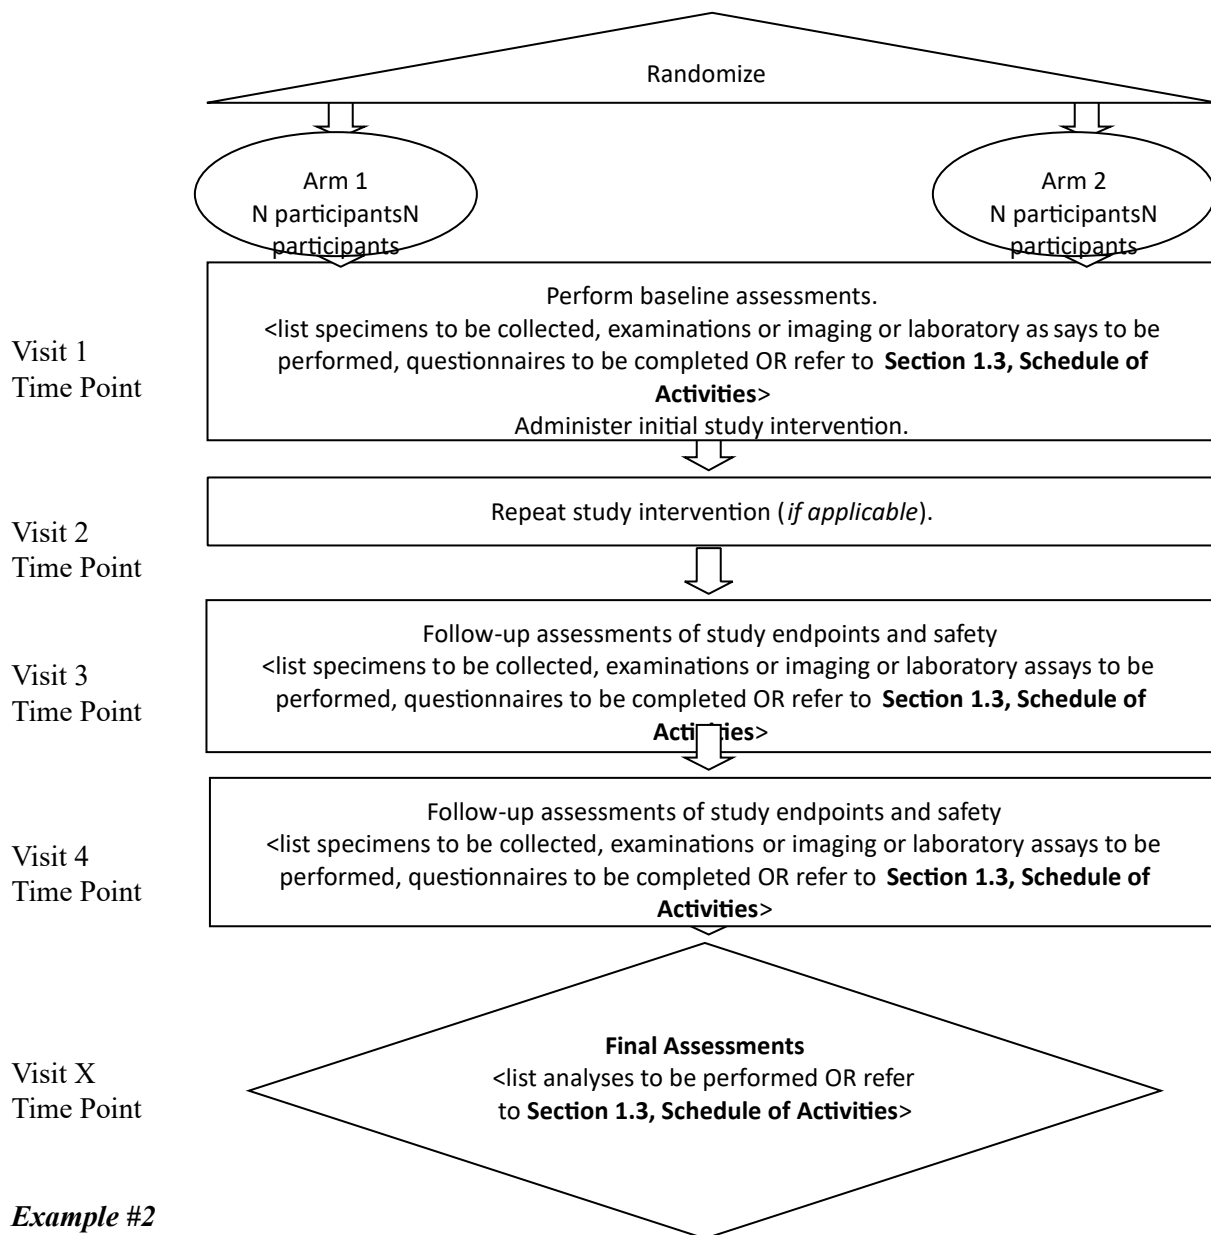 Randomize
Arm 1
N participantsN
participants
Arm 2
N participantsN
participants
Visit 1
Time Point
Perform baseline assessments.
<list specimens to be collected, examinations or imaging or laboratory as says to be
performed, questionnaires to be completed OR refer to Section 1.3, Schedule of
Activities>
Administer initial study intervention.
Visit 2
Time Point
Repeat study intervention (if applicable).
Visit 3
Time Point
Follow-up assessments of study endpoints and safety
<list specimens to be collected, examinations or imaging or laboratory assays to be
performed, questionnaires to be completed OR refer to Section 1.3, Schedule of
Activities>
Visit 4
Time Point
Follow-up assessments of study endpoints and safety
<list specimens to be collected, examinations or imaging or laboratory assays to be
performed, questionnaires to be completed OR refer to Section 1.3, Schedule of
Activities>
Visit X
Time Point
Final Assessments
<list analyses to be performed OR refer
to Section 1.3, Schedule of Activities>
Example #2